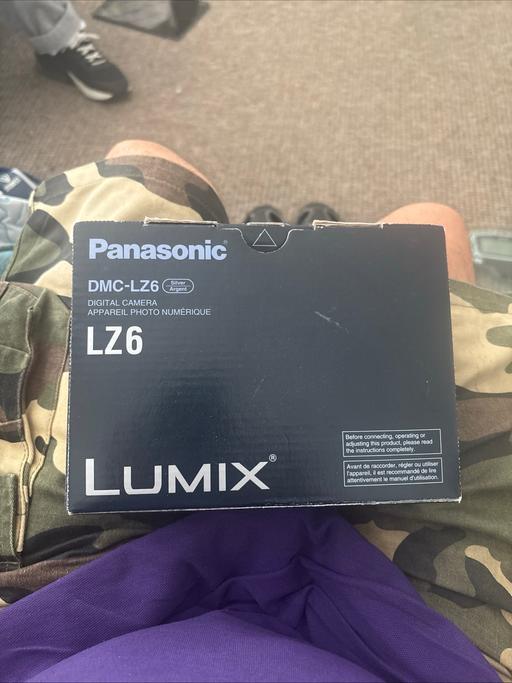 Panasonic®
DMC-LZ6 Silver Argent
DIGITAL CAMERA
APPAREIL PHOTO NUMÉRIQUE
LZ6
LUMIX®
Before connecting, operating or
adjusting this product, please read
the instructions completely.
Avant de raccorder, régler ou utiliser
l'appareil, il est recommandé de lire
attentivement le manuel d'utilisation.